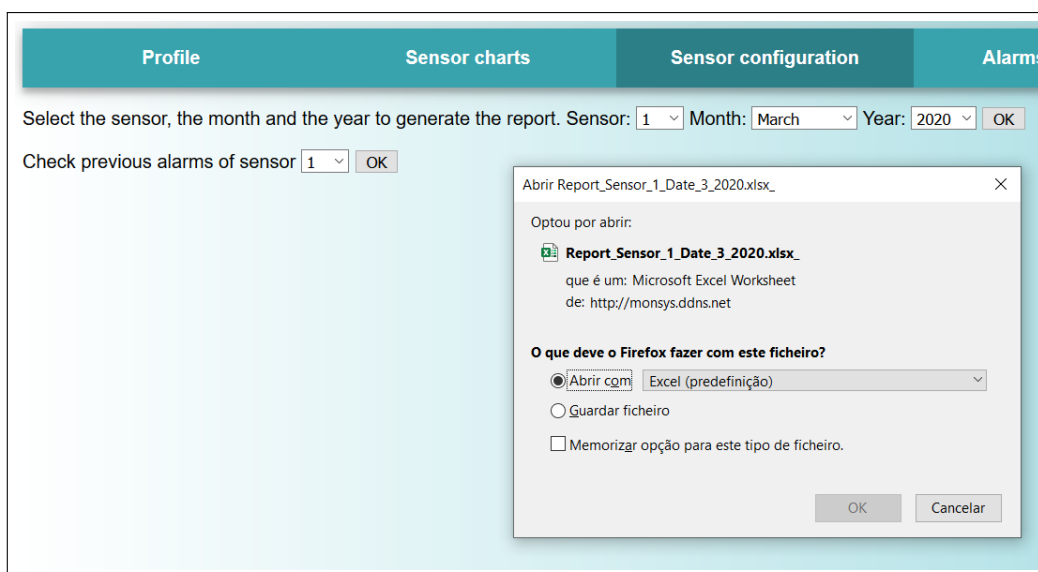 Profile Sensor charts Sensor configuration Alarms
Select the sensor, the month and the year to generate the report. Sensor: 1 Month: March Year: 2020 OK
Check previous alarms of sensor 1 OK
Abrir Report_Sensor_1_Date_3_2020.xlsx_
Optou por abrir:
Report_Sensor_1_Date_3_2020.xlsx_
que é um: Microsoft Excel Worksheet
de: http://monsys.ddns.net
O que deve o Firefox fazer com este ficheiro?
Abrir com Excel (predefinição)
Guardar ficheiro
Memorizar opção para este tipo de ficheiro.
OK Cancelar